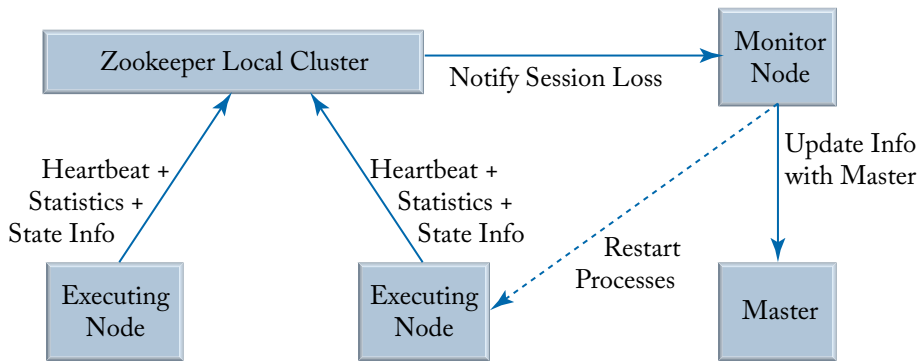 Zookeeper Local Cluster
Monitor
Node
Notify Session Loss
Heartbeat +
Statistics +
State Info
Heartbeat +
Statistics +
State Info
Update Info
with Master
Restart
Processes
Executing
Node
Executing
Node
Master